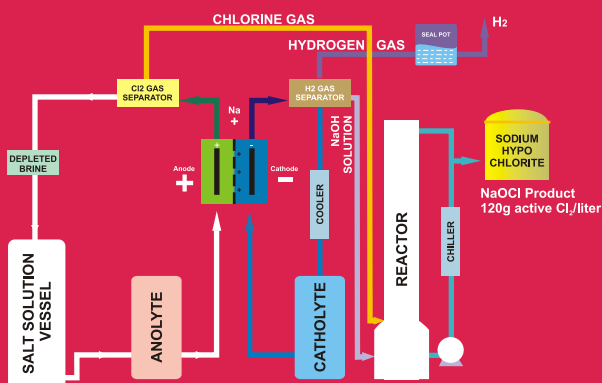 CHLORINE GAS
H2
HYDROGEN GAS
SEAL POT
Cl2 GAS
SEPARATOR
H2 GAS
SEPARATOR
Na
+
NaOH
SOLUTION
DEPLETED
BRINE
Anode
+
Cathode
-
+
-
+
+
+
+
COOLER
REACTOR
CHILLER
SODIUM
HYPO
CHLORITE
NaOCl Product
120g active Cl₂/liter
SALT SOLUTION
VESSEL
ANOLYTE
CATHOLYTE